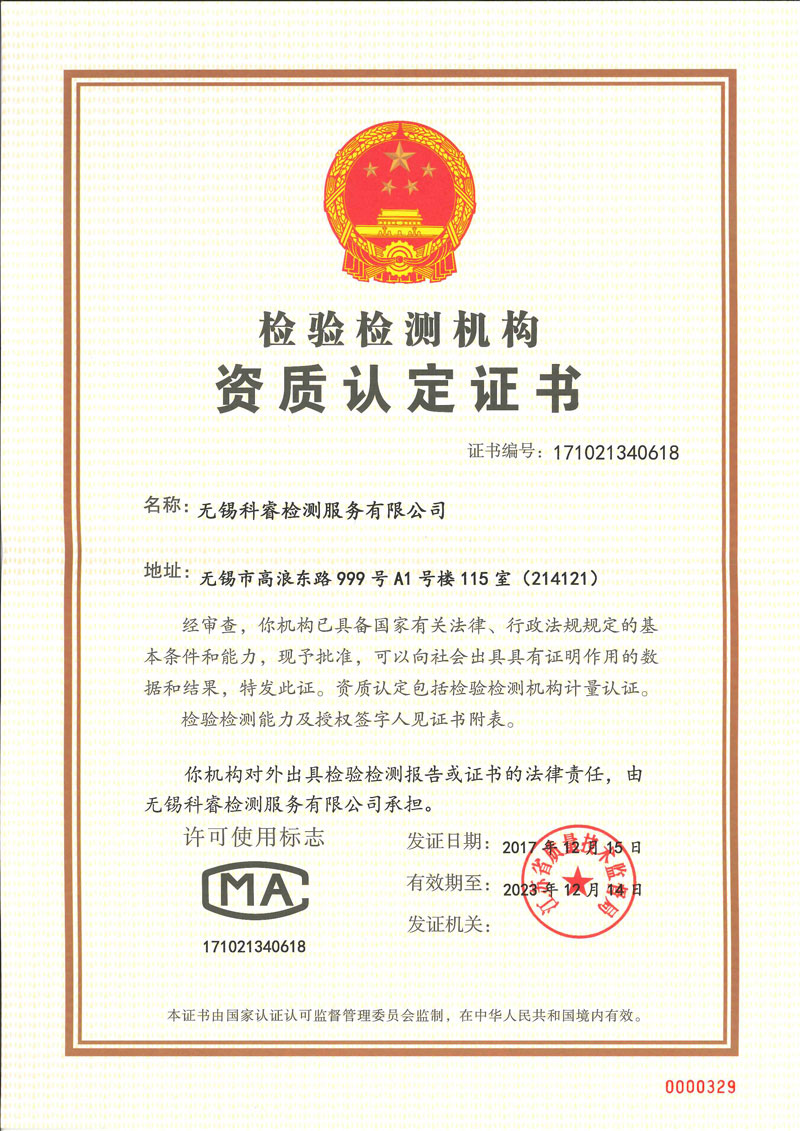 检验检测机构
资质认定证书
证书编号：171021340618
名称：无锡科睿检测服务有限公司
地址：无锡市高浪东路999号A1号楼115室（214121）
经审查，你机构已具备国家有关法律、行政法规规定的基
本条件和能力，现予批准，可以向社会出具具有证明作用的数
据和结果，特发此证。资质认定包括检验检测机构计量认证。
检验检测能力及授权签字人见证书附表。
你机构对外出具检验检测报告或证书的法律责任，由
无锡科睿检测服务有限公司承担。
许可使用标志
MA
171021340618
发证日期：2017年12月15日
有效期至：2023年12月14日
发证机关：
江苏省质量技术监督局
本证书由国家认证认可监督管理委员会监制，在中华人民共和国境内有效。
0000329